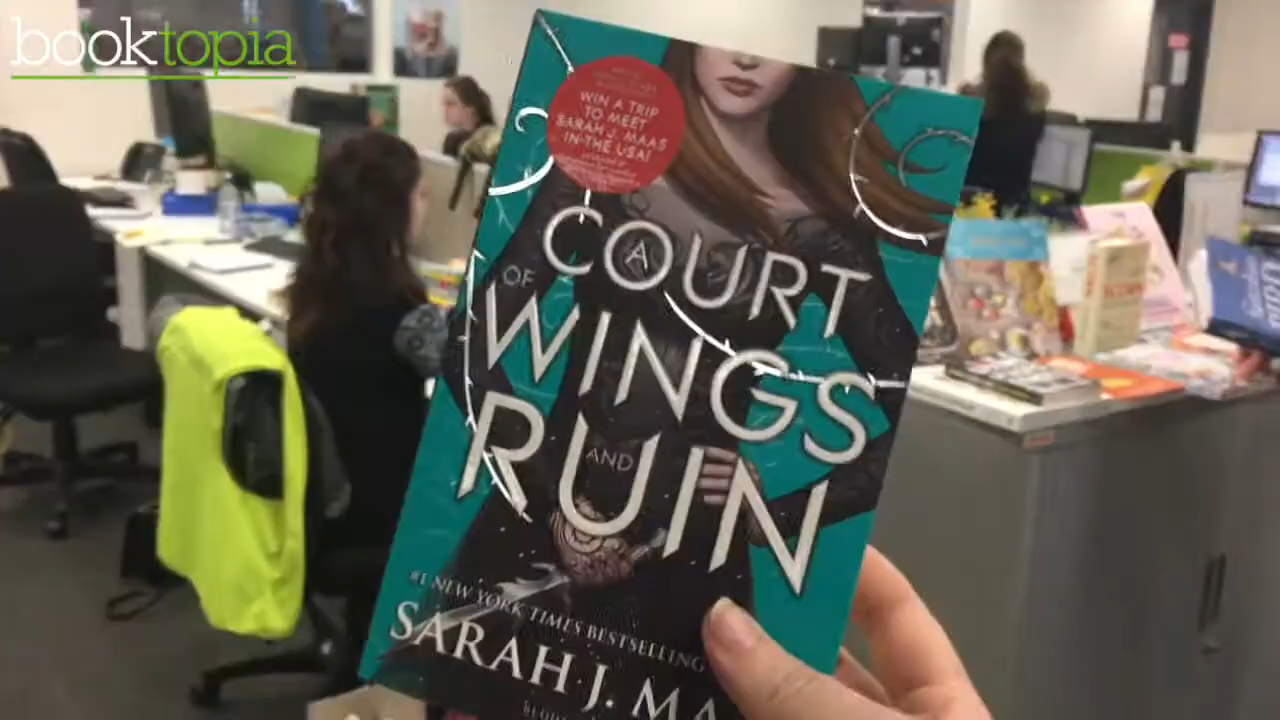 booktopia
WIN A TRIP
TO MEET
SARAH J. MAAS
IN THE USA!
A
COURT
OF
WINGS
AND
RUIN
#1 NEW YORK TIMES BESTSELLING
SARAH J. MA